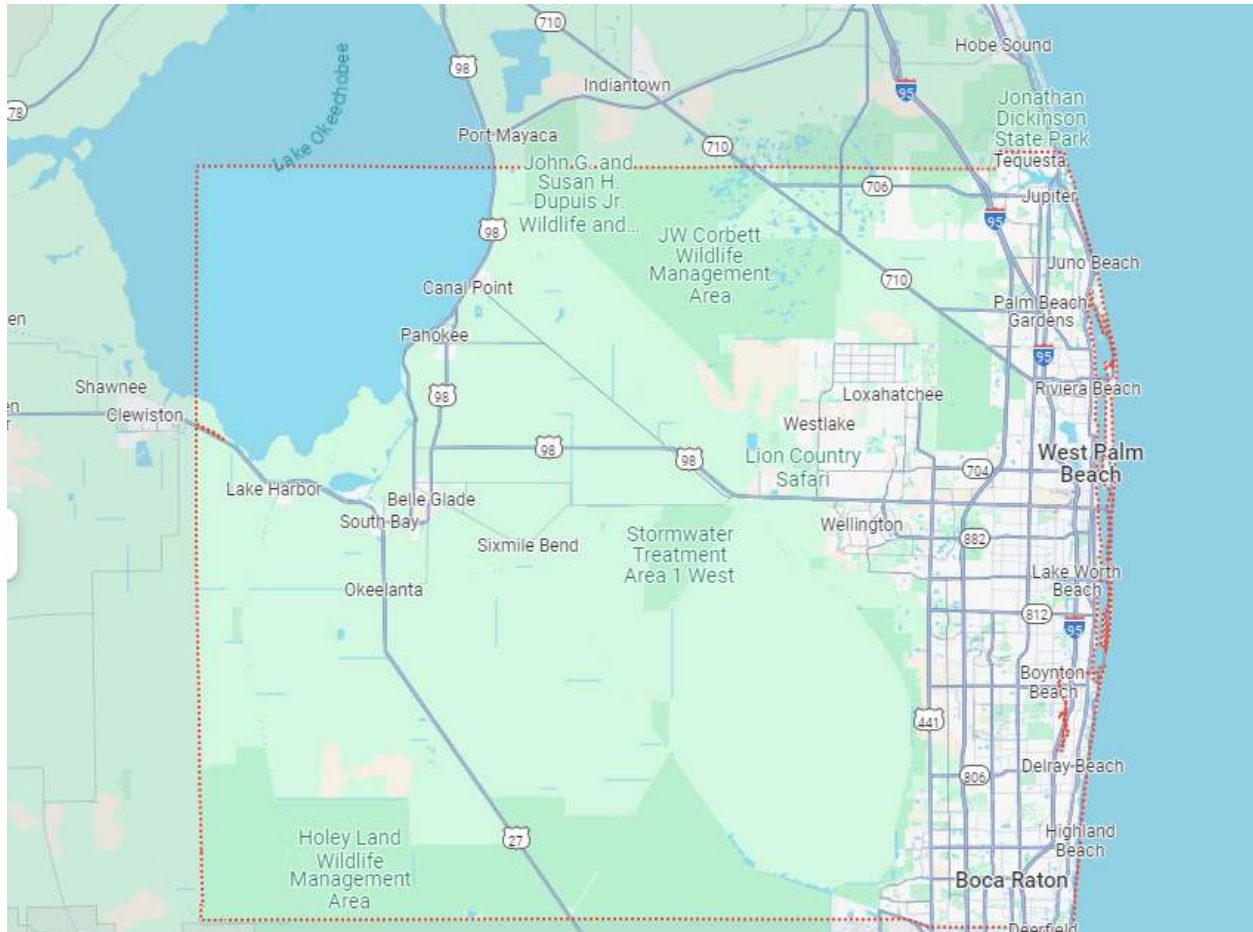 710
Hobe Sound
98
Indiantown
95
Jonathan
Dickinson
State Park
78
Lake Okeechobee
Port Mayaca
710
Tequesta
John G. and
Susan H.
Dupuis Jr.
Wildlife and...
706
Jupiter
95
98
JW Corbett
Wildlife
Management
Area
Juno Beach
710
Canal Point
Palm Beach
Gardens
en
Pahokee
95
Shawnee
Riviera Beach
98
Loxahatchee
en
Clewiston
Westlake
98
98
Lion Country
Safari
West Palm
Beach
704
Lake Harbor
Belle Glade
South Bay
Wellington
Stormwater
Treatment
Area 1 West
882
Sixmile Bend
Lake Worth
Beach
Okeelanta
812
95
Boynton
Beach
441
Delray Beach
806
27
Holey Land
Wildlife
Management
Area
Highland
Beach
Boca Raton
Deerfield